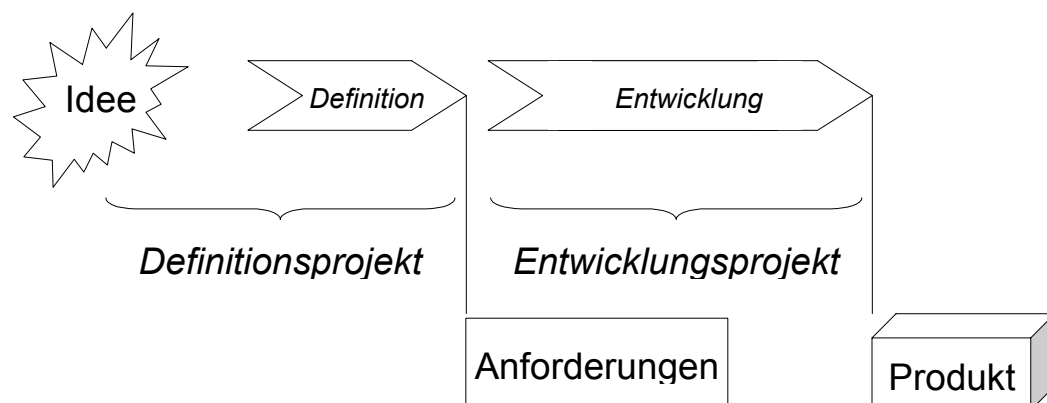 Idee
Definition
Entwicklung
Definitionsprojekt
Entwicklungsprojekt
Anforderungen
Produkt